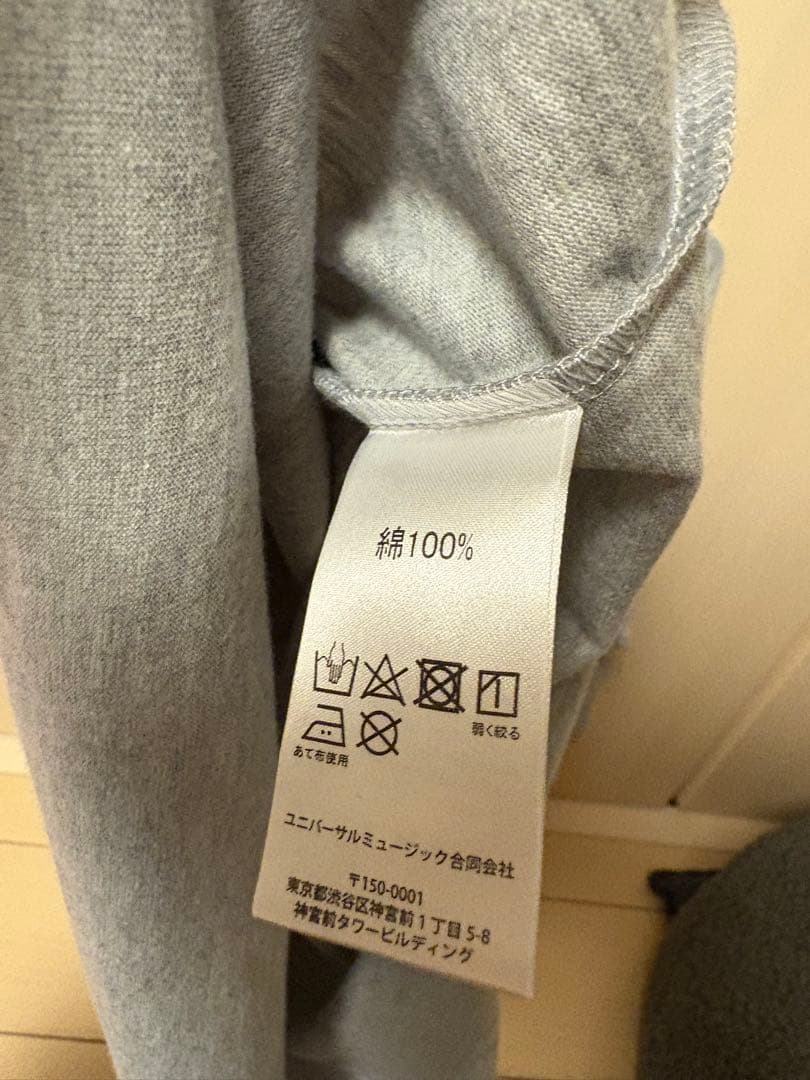 綿100%
弱く絞る
あて布使用
ユニバーサルミュージック合同会社
〒150-0001
東京都渋谷区神宮前1丁目5-8
神宮前タワービルディング